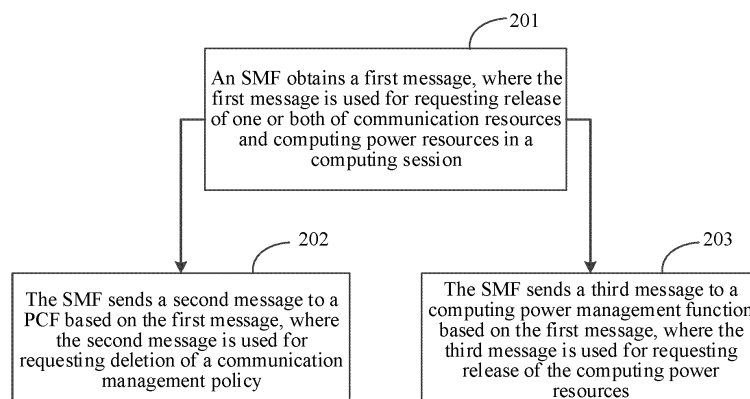 201
An SMF obtains a first message, where the
first message is used for requesting release
of one or both of communication resources
and computing power resources in a
computing session
202
The SMF sends a second message to a
PCF based on the first message, where
the second message is used for
requesting deletion of a communication
management policy
203
The SMF sends a third message to a
computing power management function
based on the first message, where the
third message is used for requesting
release of the computing power
resources